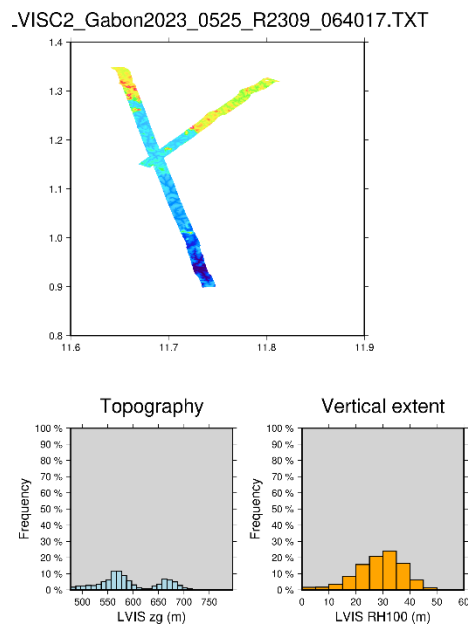 _VISC2_Gabon2023_0525_R2309_064017.TXT
1.4
1.3
1.2
1.1
1.0
0.9
0.8
11.6 11.7 11.8 11.9
Topography
100 %
90 %
80 %
70 %
60 %
50 %
40 %
30 %
20 %
10 %
0 %
Frequency
500 550 600 650 700 750
LVIS zg (m)
Vertical extent
100 %
90 %
80 %
70 %
60 %
50 %
40 %
30 %
20 %
10 %
0 %
Frequency
0 10 20 30 40 50 60
LVIS RH100 (m)